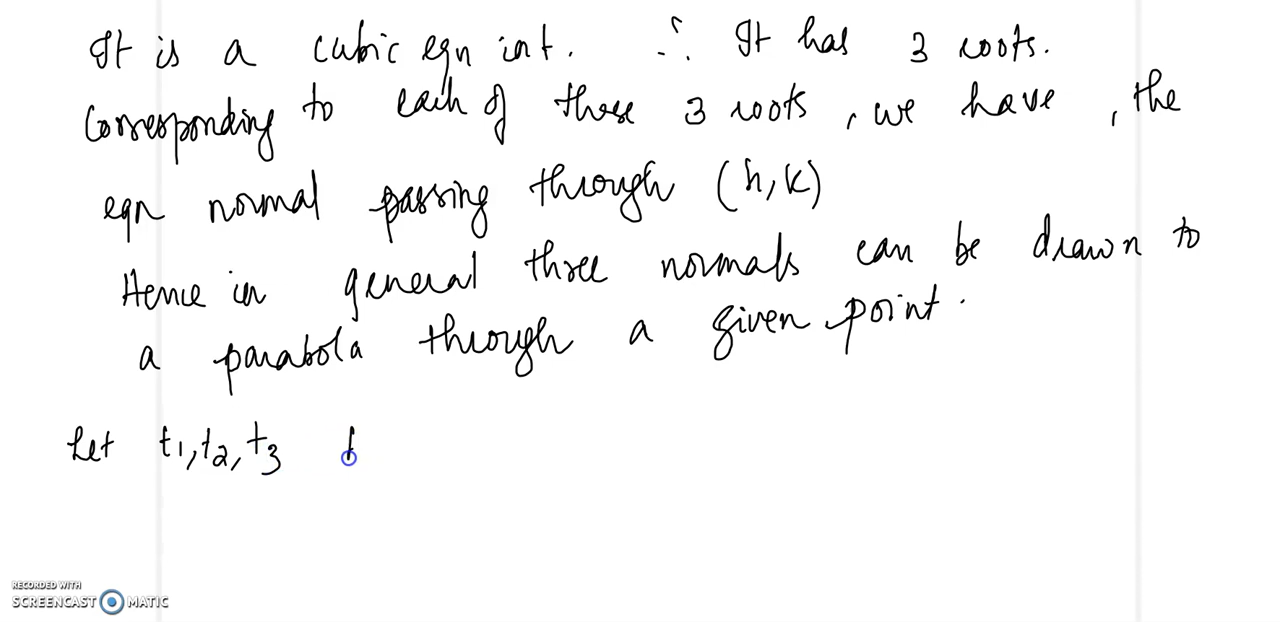 It is a cubic eqn in t. ∴ It has 3 roots.
Corresponding to each of these 3 roots, we have, the
eqn normal passing through (h,k)
Hence in general three normals can be drawn to
a parabola through a given point.
Let t1,t2,t3
RECORDED WITH
SCREENCAST MATIC